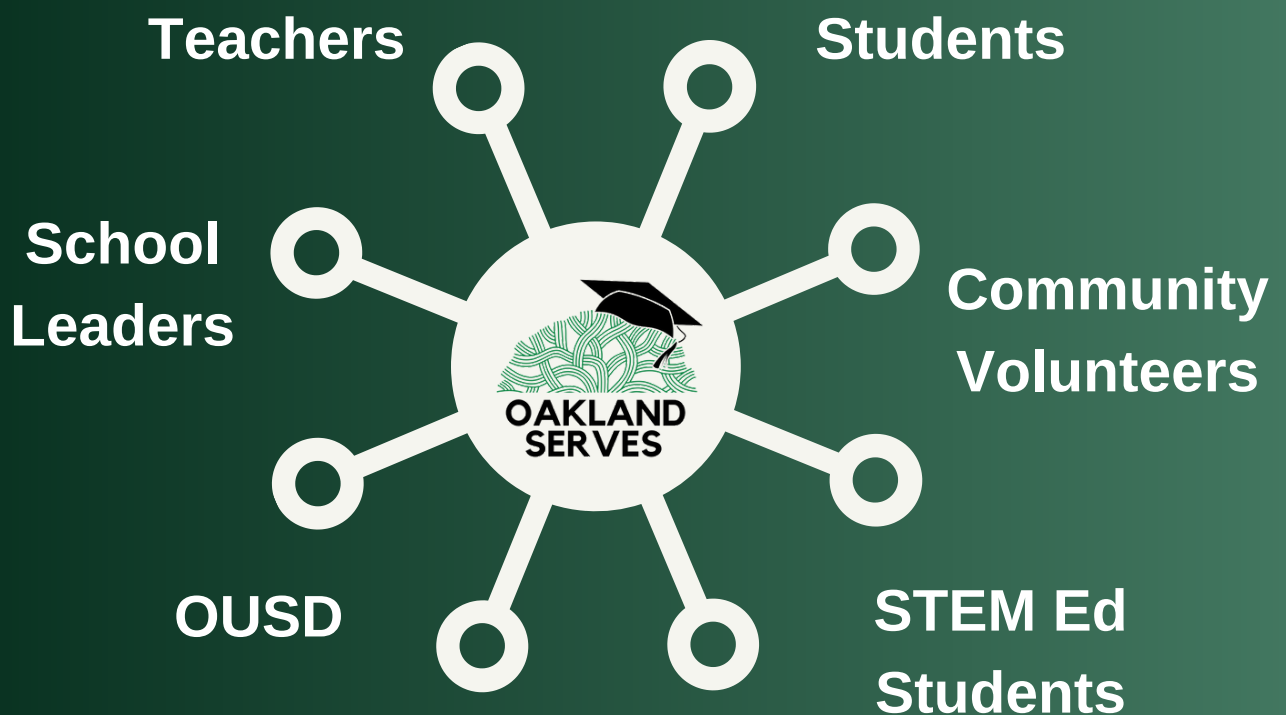 Teachers
Students
School
Leaders
Community
Volunteers
OAKLAND
SERVES
OUSD
STEM Ed
Students